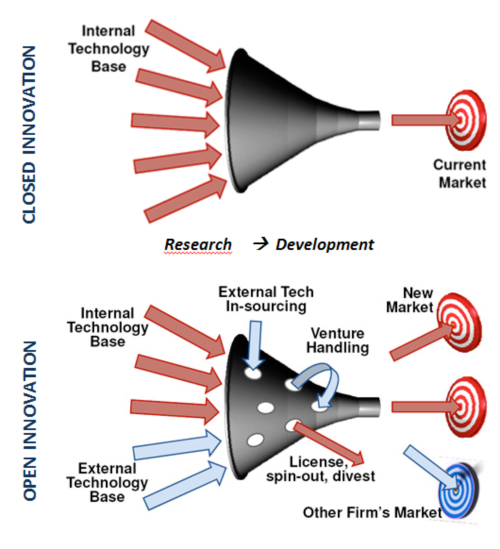 CLOSED INNOVATION
Internal
Technology
Base
Current
Market
Research → Development
OPEN INNOVATION
Internal
Technology
Base
External
Technology
Base
External Tech
In-sourcing
Venture
Handling
License,
spin-out, divest
New
Market
Other Firm's Market